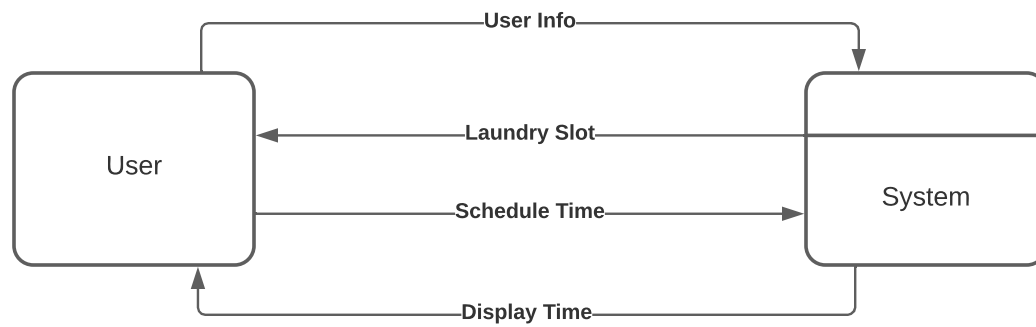 User Info
Laundry Slot
User
System
Schedule Time
Display Time